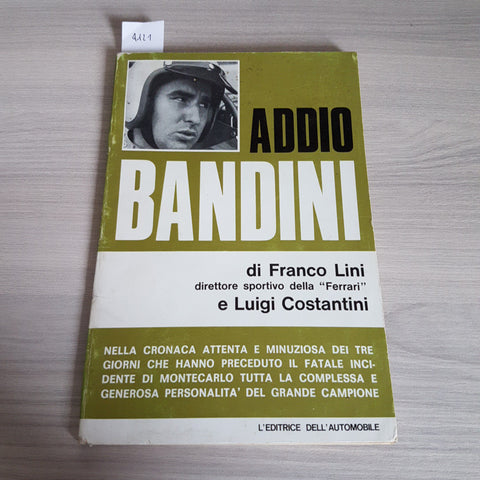 4121
ADDIO
BANDINI
di Franco Lini
direttore sportivo della "Ferrari"
e Luigi Costantini
NELLA CRONACA ATTENTA E MINUZIOSA DEI TRE
GIORNI CHE HANNO PRECEDUTO IL FATALE INCI-
DENTE DI MONTECARLO TUTTA LA COMPLESSA E
GENEROSA PERSONALITA' DEL GRANDE CAMPIONE
L'EDITRICE DELL'AUTOMOBILE